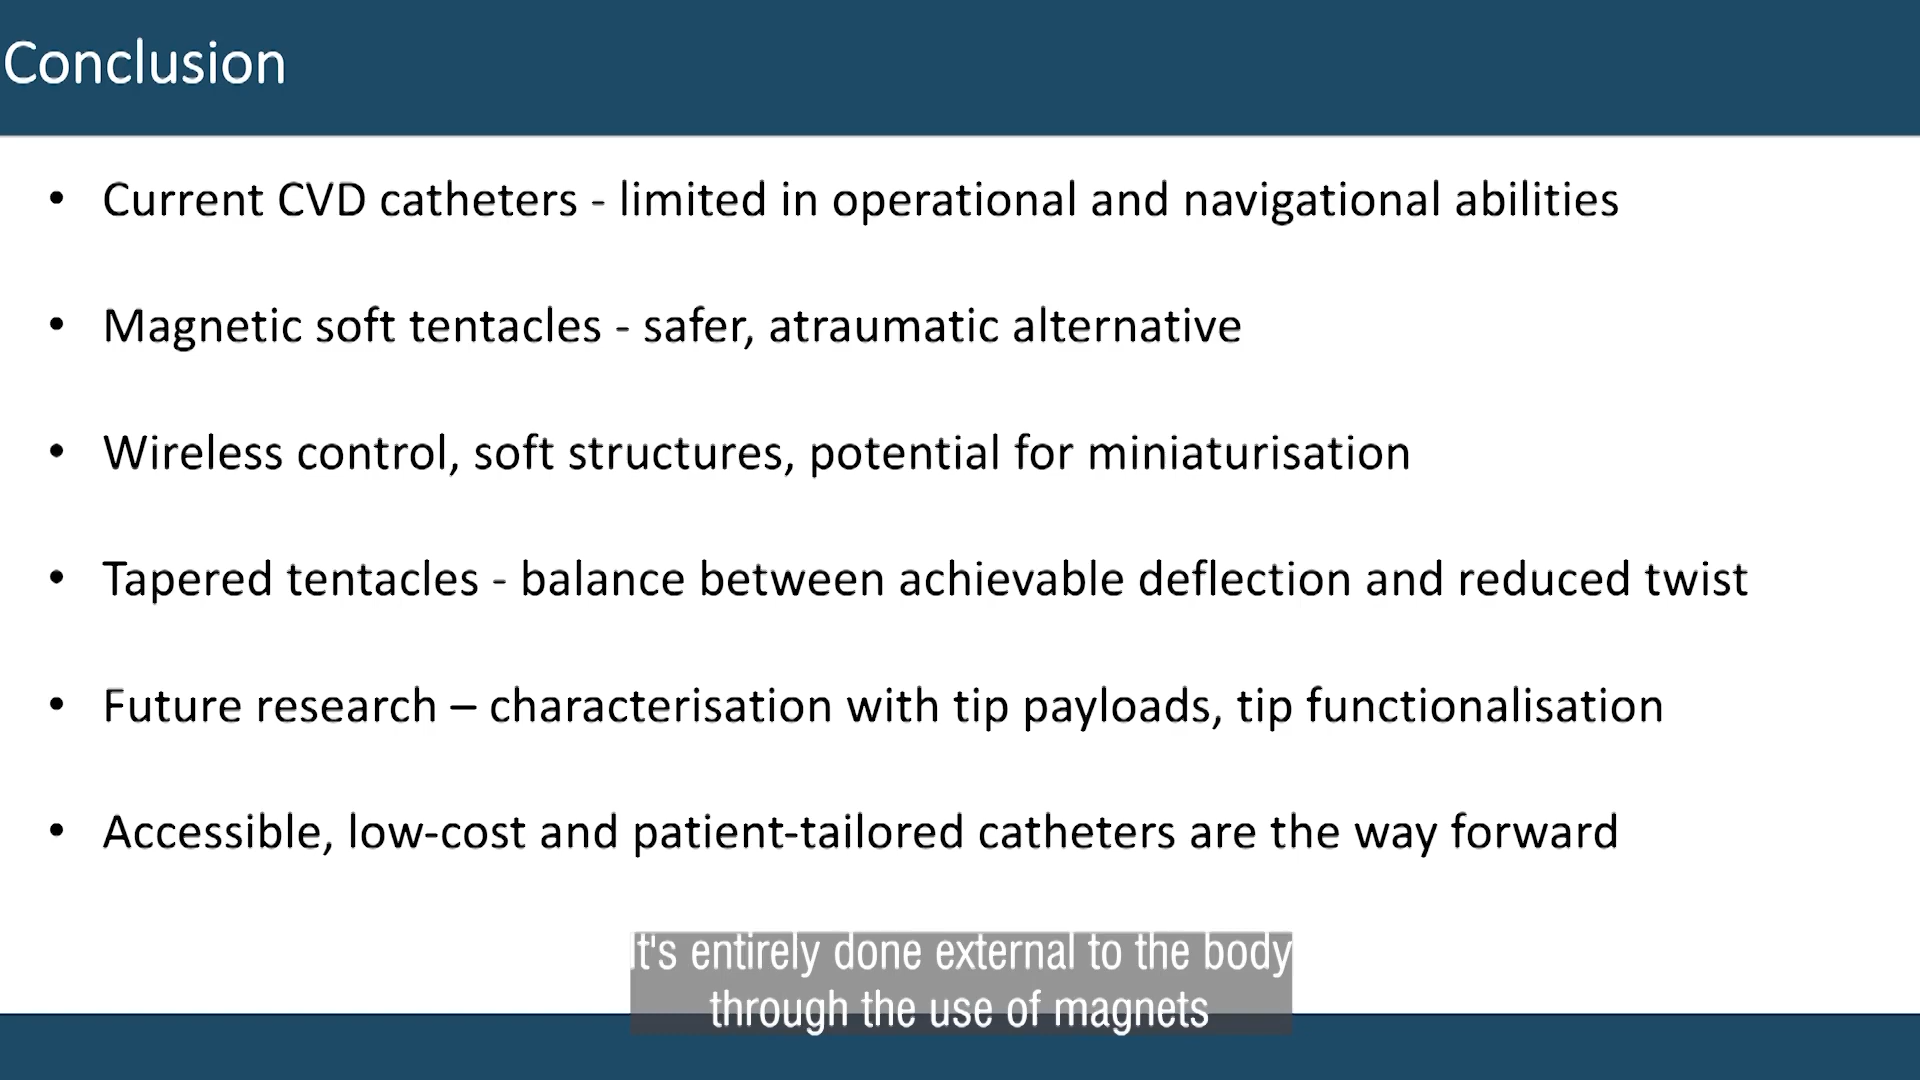 Conclusion
• Current CVD catheters - limited in operational and navigational abilities
• Magnetic soft tentacles - safer, atraumatic alternative
• Wireless control, soft structures, potential for miniaturisation
• Tapered tentacles - balance between achievable deflection and reduced twist
• Future research – characterisation with tip payloads, tip functionalisation
• Accessible, low-cost and patient-tailored catheters are the way forward
It's entirely done external to the body
through the use of magnets